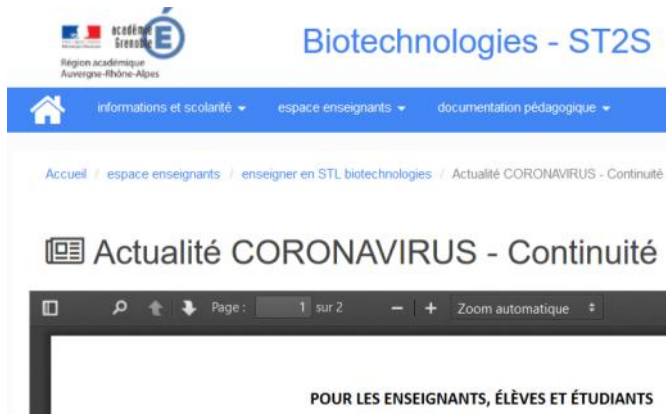 académie
Grenoble
Région académique
Auvergne-Rhône-Alpes
Biotechnologies - ST2S
informations et scolarité espace enseignants documentation pédagogique
Accueil / espace enseignants / enseigner en STL biotechnologies / Actualité CORONAVIRUS - Continuité
Actualité CORONAVIRUS - Continuité
Page : 1 sur 2 − + Zoom automatique
POUR LES ENSEIGNANTS, ÉLÈVES ET ÉTUDIANTS